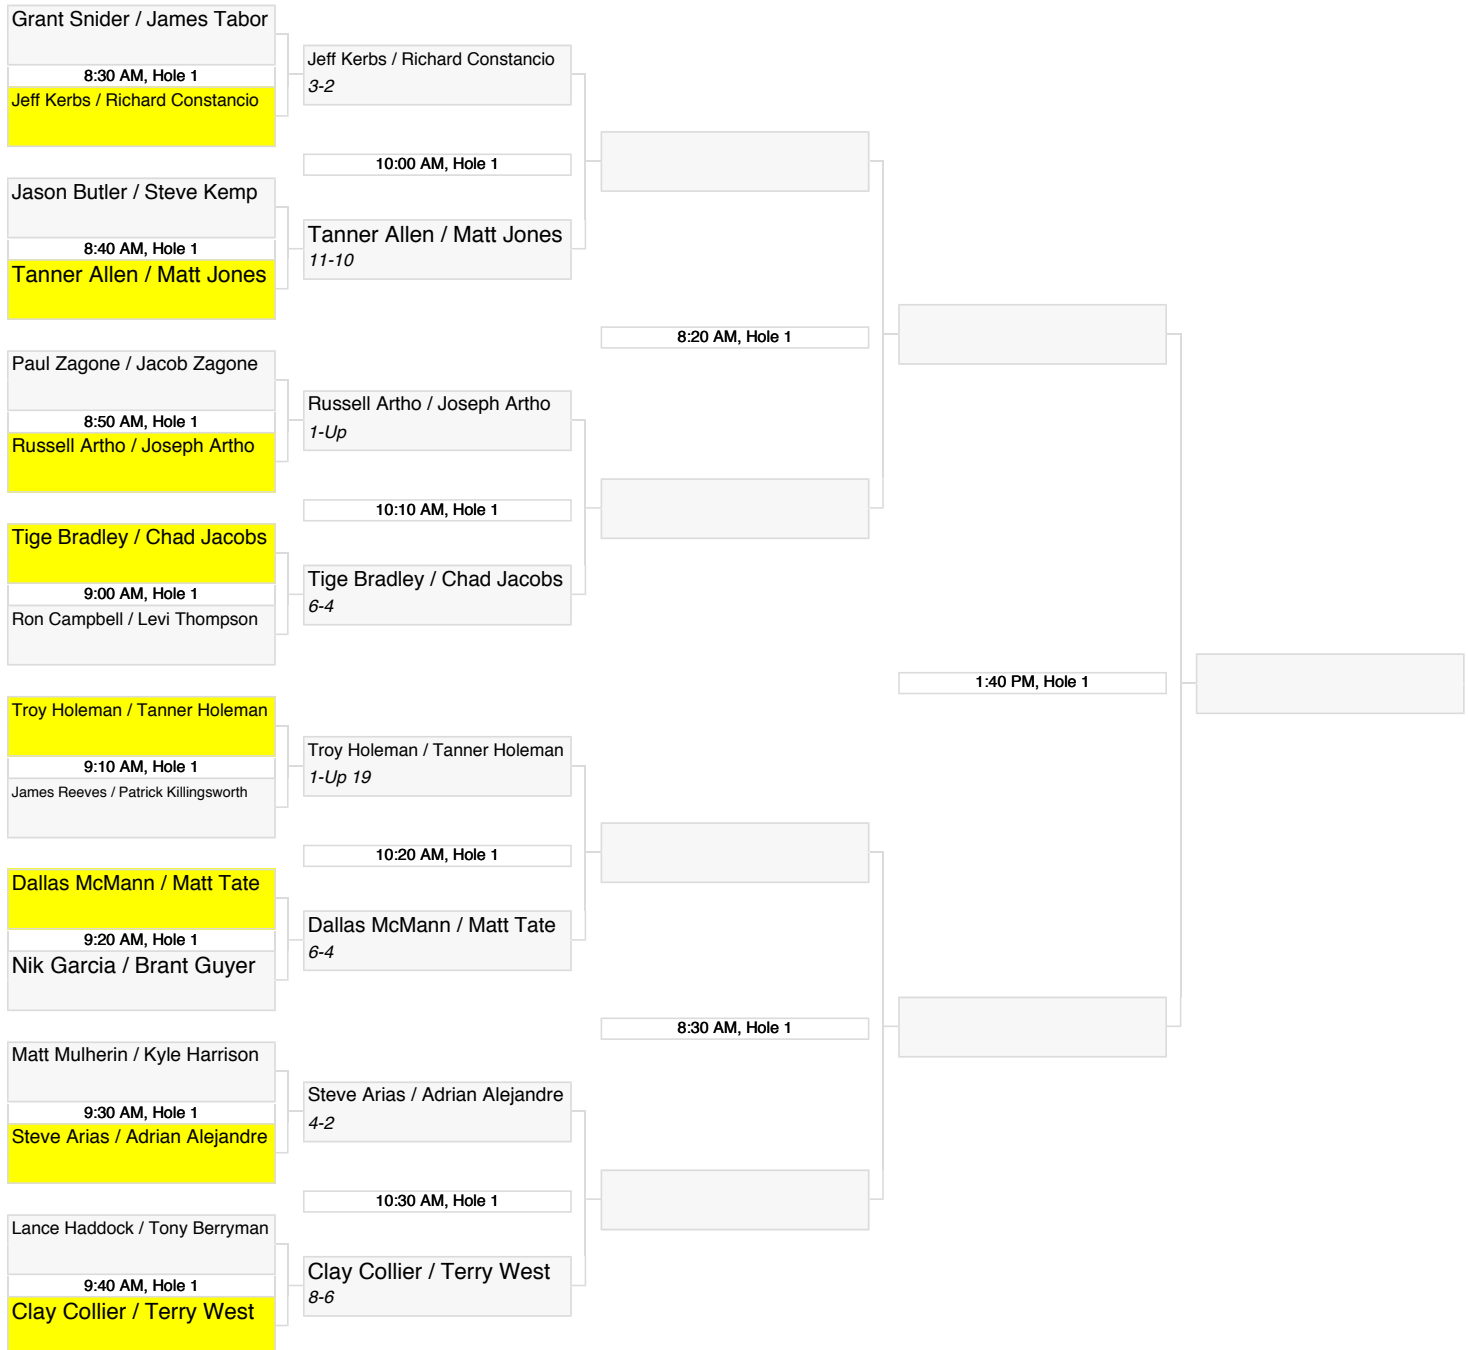 Grant Snider / James Tabor
8:30 AM, Hole 1
Jeff Kerbs / Richard Constancio
Jason Butler / Steve Kemp
8:40 AM, Hole 1
Tanner Allen / Matt Jones
Paul Zagone / Jacob Zagone
8:50 AM, Hole 1
Russell Artho / Joseph Artho
Tige Bradley / Chad Jacobs
9:00 AM, Hole 1
Ron Campbell / Levi Thompson
Troy Holeman / Tanner Holeman
9:10 AM, Hole 1
James Reeves / Patrick Killingsworth
Dallas McMann / Matt Tate
9:20 AM, Hole 1
Nik Garcia / Brant Guyer
Matt Mulherin / Kyle Harrison
9:30 AM, Hole 1
Steve Arias / Adrian Alejandre
Lance Haddock / Tony Berryman
9:40 AM, Hole 1
Clay Collier / Terry West
Jeff Kerbs / Richard Constancio
3-2
10:00 AM, Hole 1
Tanner Allen / Matt Jones
11-10
Russell Artho / Joseph Artho
1-Up
10:10 AM, Hole 1
Tige Bradley / Chad Jacobs
6-4
Troy Holeman / Tanner Holeman
1-Up 19
10:20 AM, Hole 1
Dallas McMann / Matt Tate
6-4
Steve Arias / Adrian Alejandre
4-2
10:30 AM, Hole 1
Clay Collier / Terry West
8-6
8:20 AM, Hole 1
8:30 AM, Hole 1
1:40 PM, Hole 1